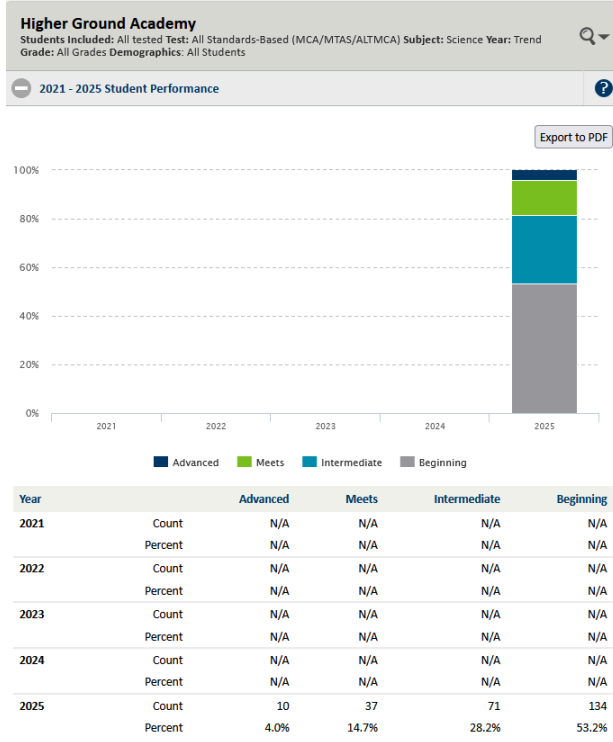 Higher Ground Academy
Students Included: All tested Test: All Standards-Based (MCA/MTAS/ALTMCA) Subject: Science Year: Trend
Grade: All Grades Demographics: All Students
2021 - 2025 Student Performance
?
Export to PDF
100%
80%
60%
40%
20%
0%
2021 2022 2023 2024 2025
Advanced Meets Intermediate Beginning
Year Advanced Meets Intermediate Beginning
2021 Count N/A N/A N/A N/A
Percent N/A N/A N/A N/A
2022 Count N/A N/A N/A N/A
Percent N/A N/A N/A N/A
2023 Count N/A N/A N/A N/A
Percent N/A N/A N/A N/A
2024 Count N/A N/A N/A N/A
Percent N/A N/A N/A N/A
2025 Count 10 37 71 134
Percent 4.0% 14.7% 28.2% 53.2%